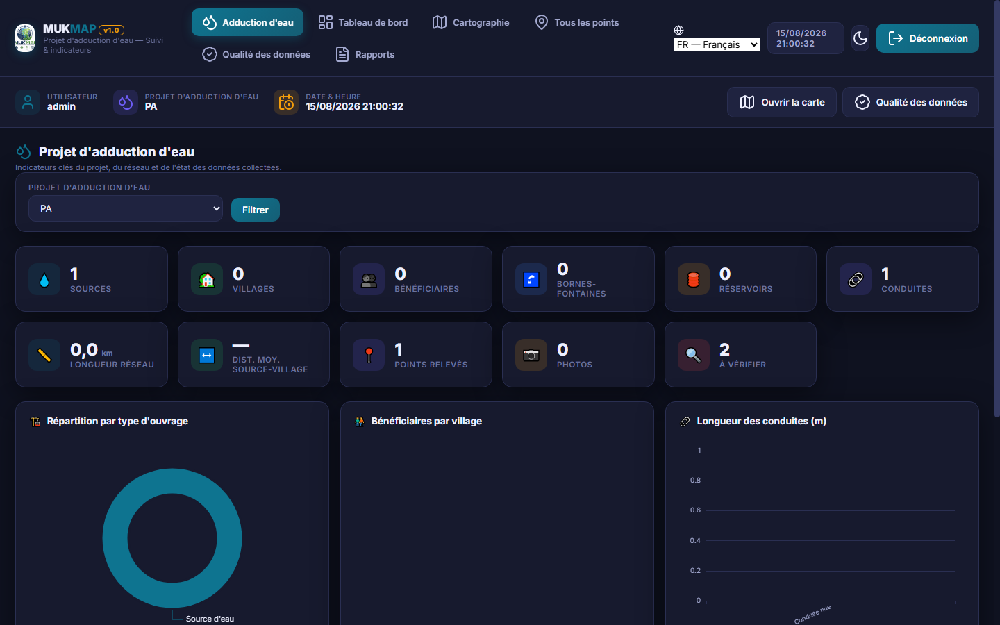 MUKMAP v1.0
Projet d'adduction d'eau — Suivi
& indicateurs
Adduction d'eau
Tableau de bord
Cartographie
Tous les points
Qualité des données
Rapports
FR — Français
15/08/2026
21:00:32
Déconnexion
UTILISATEUR
admin
PROJET D'ADDUCTION D'EAU
PA
DATE & HEURE
15/08/2026 21:00:32
Ouvrir la carte
Qualité des données
Projet d'adduction d'eau
Indicateurs clés du projet, du réseau et de l'état des données collectées.
PROJET D'ADDUCTION D'EAU
PA
Filtrer
1
SOURCES
0
VILLAGES
0
BÉNÉFICIAIRES
0
BORNES-
FONTAINES
0
RÉSERVOIRS
1
CONDUITES
0,0 km
LONGUEUR RÉSEAU
—
DIST. MOY.
SOURCE-VILLAGE
1
POINTS RELEVÉS
0
PHOTOS
2
À VÉRIFIER
Répartition par type d'ouvrage
Source d'eau
Bénéficiaires par village
Longueur des conduites (m)
1
0.8
0.6
0.4
0.2
0
Conduite nue